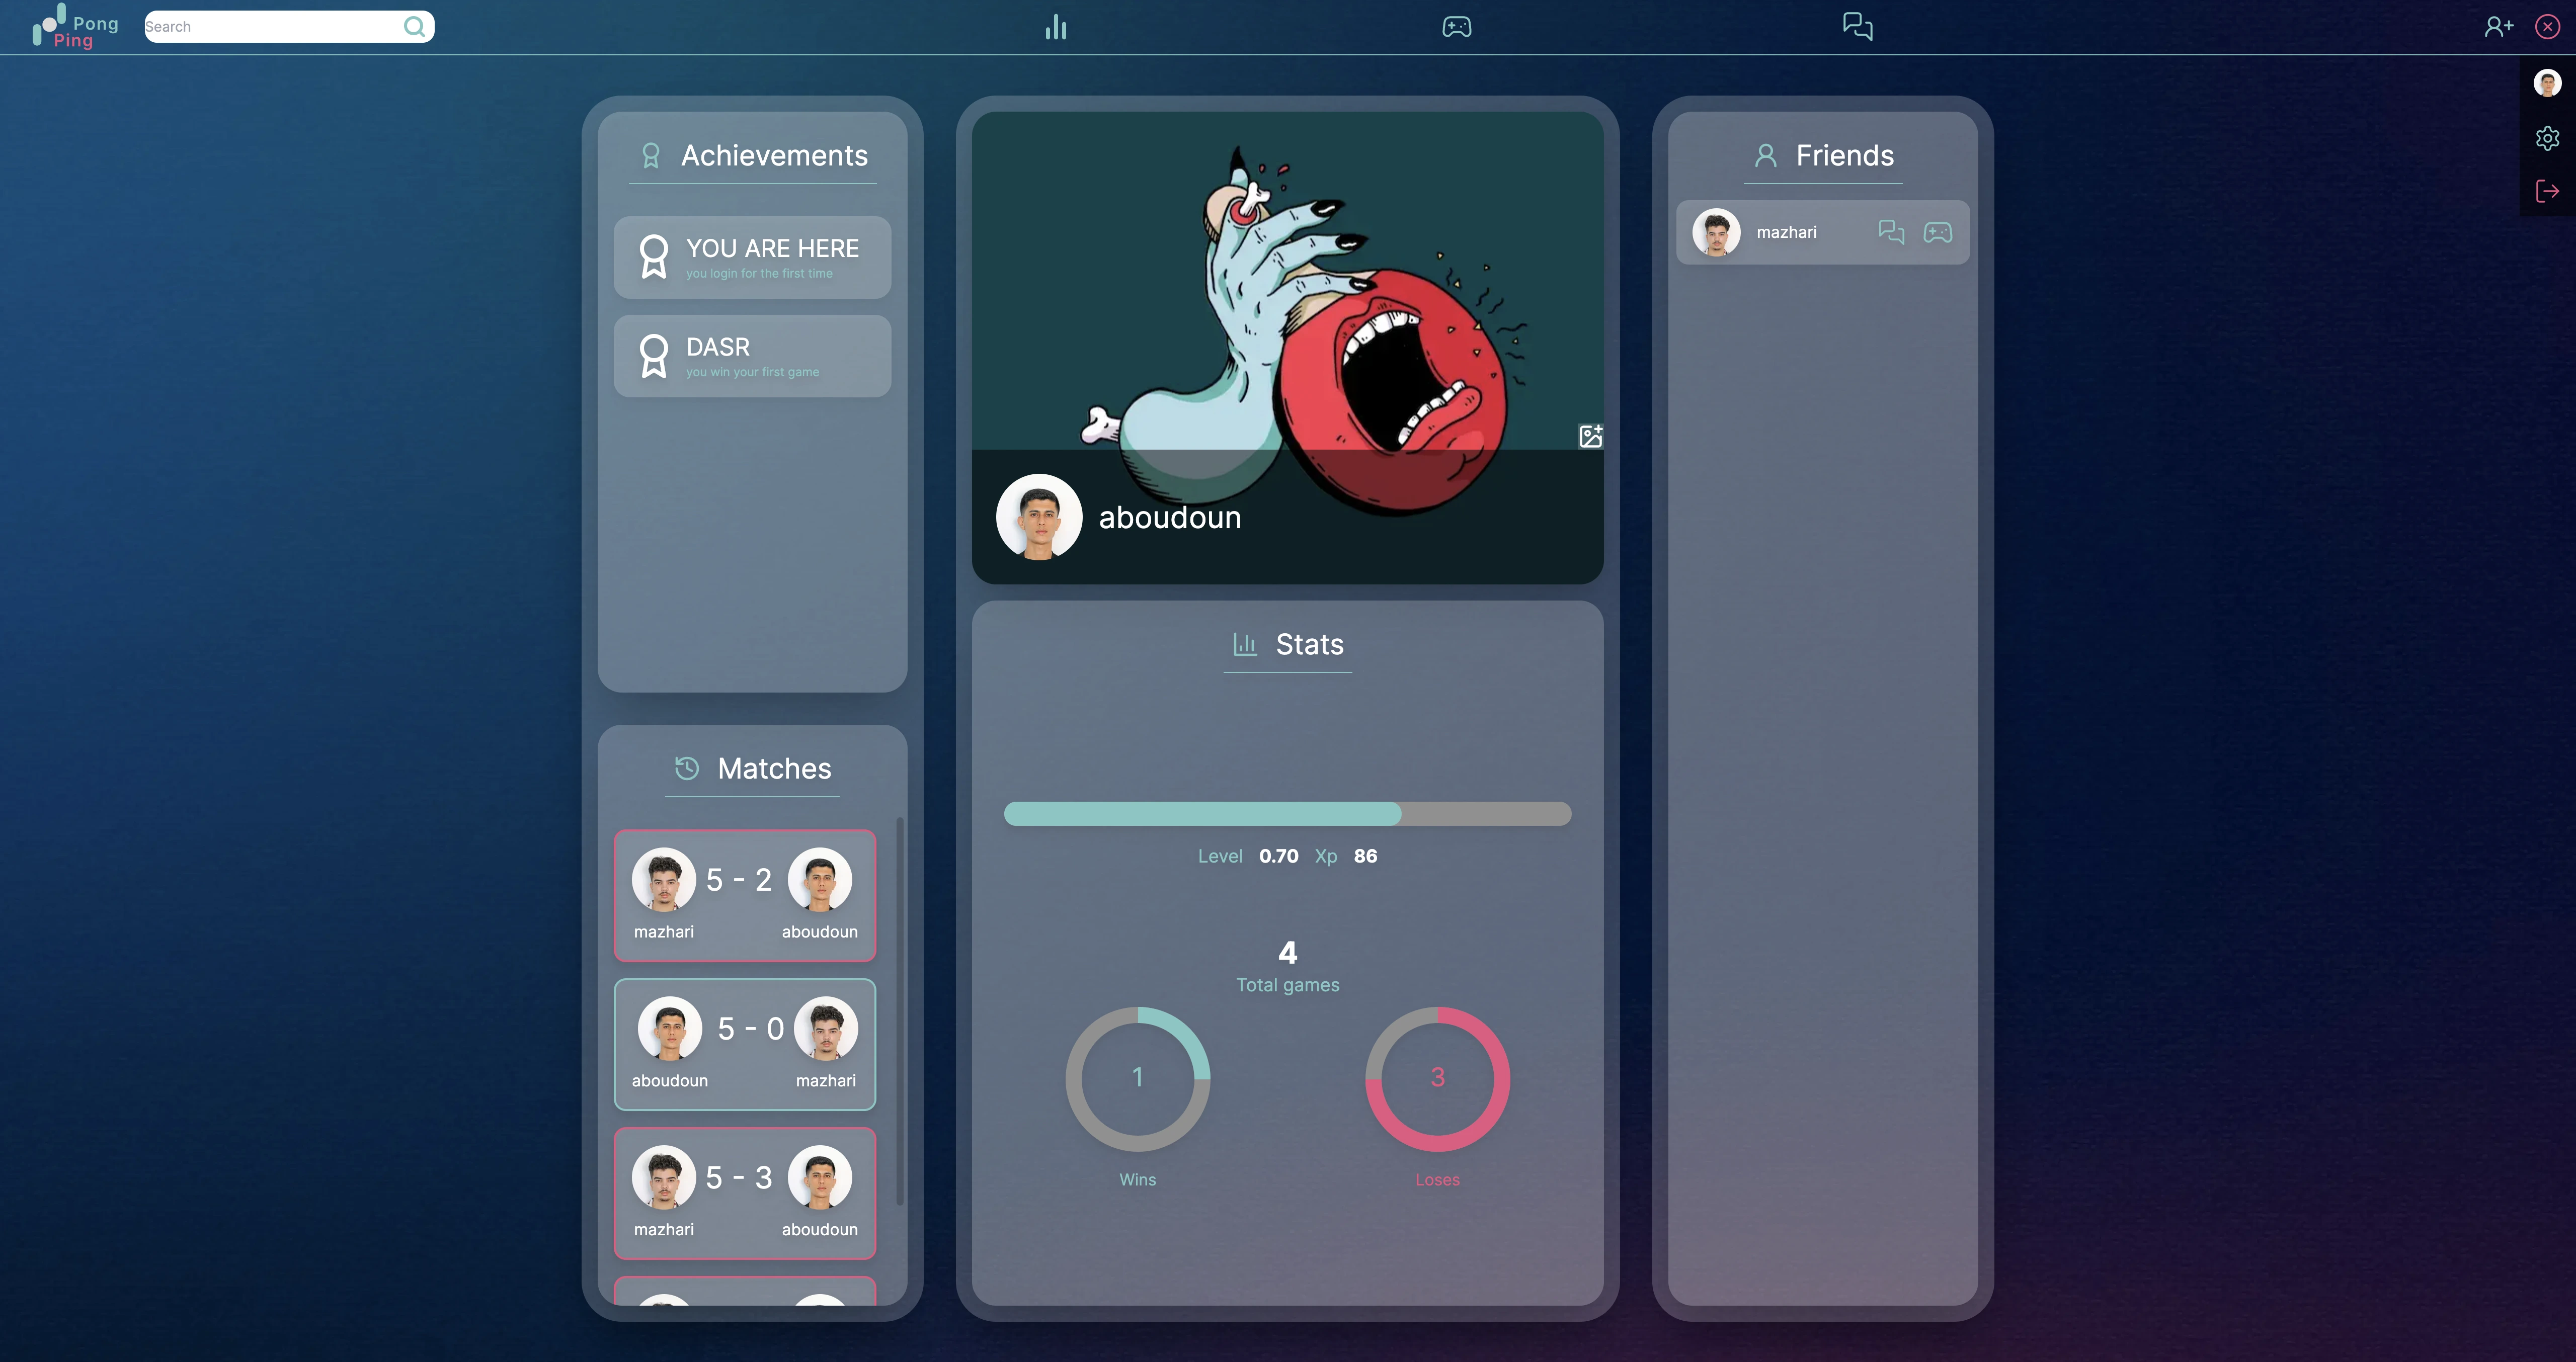 Pong
Ping
Search
Achievements
YOU ARE HERE
you login for the first time
DASR
you win your first game
Matches
5 - 2
mazhari aboudoun
5 - 0
aboudoun mazhari
5 - 3
mazhari aboudoun
aboudoun
Stats
Level 0.70 Xp 86
4
Total games
1 3
Wins Loses
Friends
mazhari